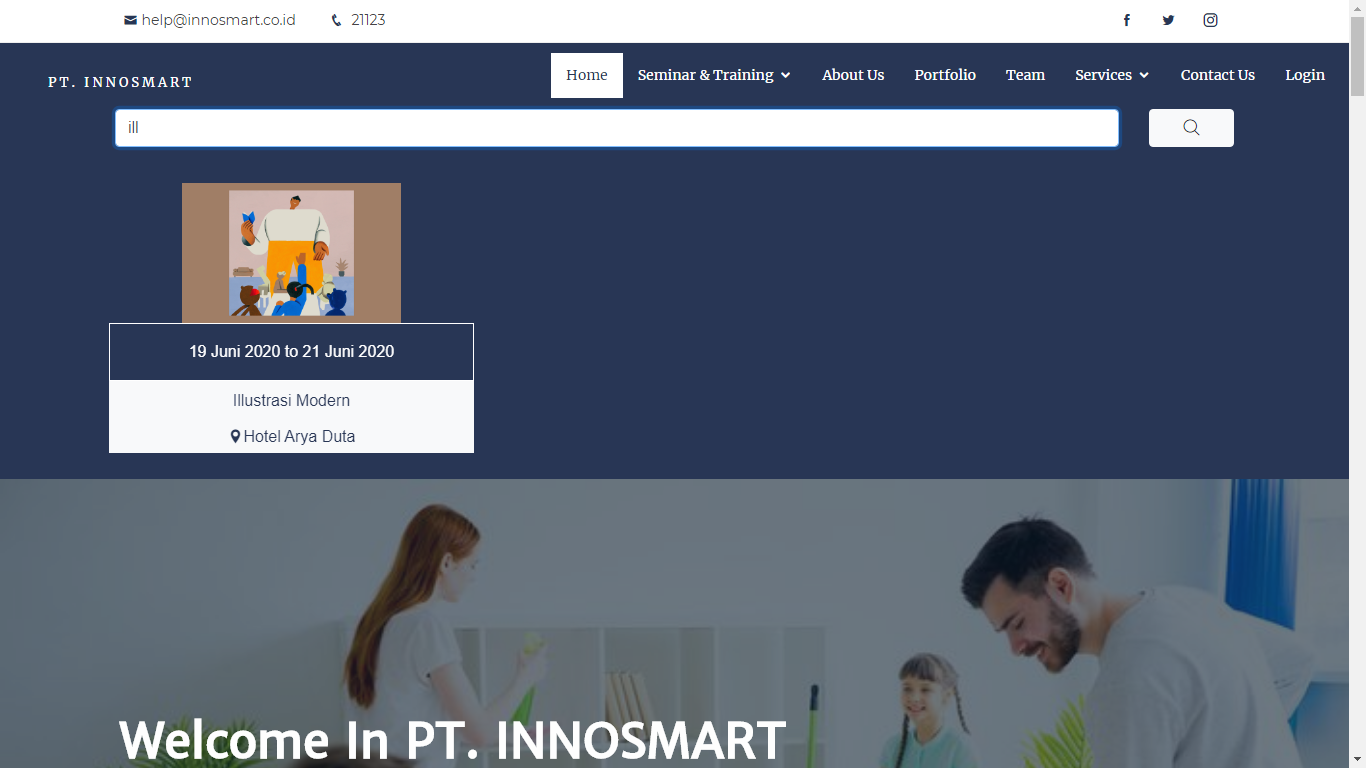 help@innosmart.co.id 21123
PT. INNOSMART Home Seminar & Training About Us Portfolio Team Services Contact Us Login
ill
19 Juni 2020 to 21 Juni 2020
Illustrasi Modern
Hotel Arya Duta
Welcome In PT. INNOSMART